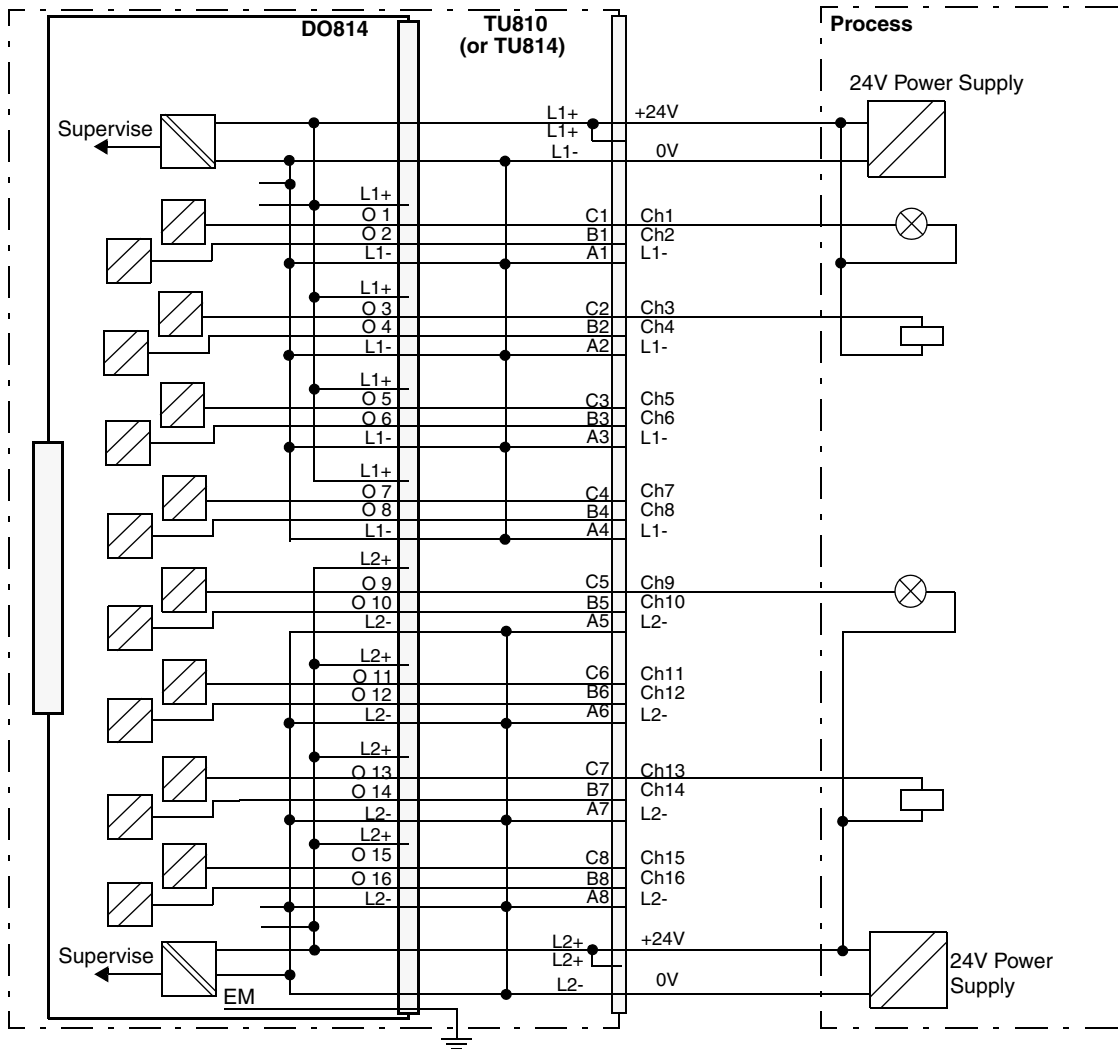 DO814
TU810
(or TU814)
Process
24V Power Supply
Supervise
L1+
+24V
L1+
L1-
0V
L1+
O 1
C1
Ch1
O 2
B1
Ch2
L1-
A1
L1-
L1+
O 3
C2
Ch3
O 4
B2
Ch4
L1-
A2
L1-
L1+
O 5
C3
Ch5
O 6
B3
Ch6
L1-
A3
L1-
L1+
O 7
C4
Ch7
O 8
B4
Ch8
L1-
A4
L1-
L2+
O 9
C5
Ch9
O 10
B5
Ch10
L2-
A5
L2-
L2+
O 11
C6
Ch11
O 12
B6
Ch12
L2-
A6
L2-
L2+
O 13
C7
Ch13
O 14
B7
Ch14
L2-
A7
L2-
L2+
O 15
C8
Ch15
O 16
B8
Ch16
L2-
A8
L2-
Supervise
L2+
+24V
L2+
L2-
0V
24V Power
Supply
EM